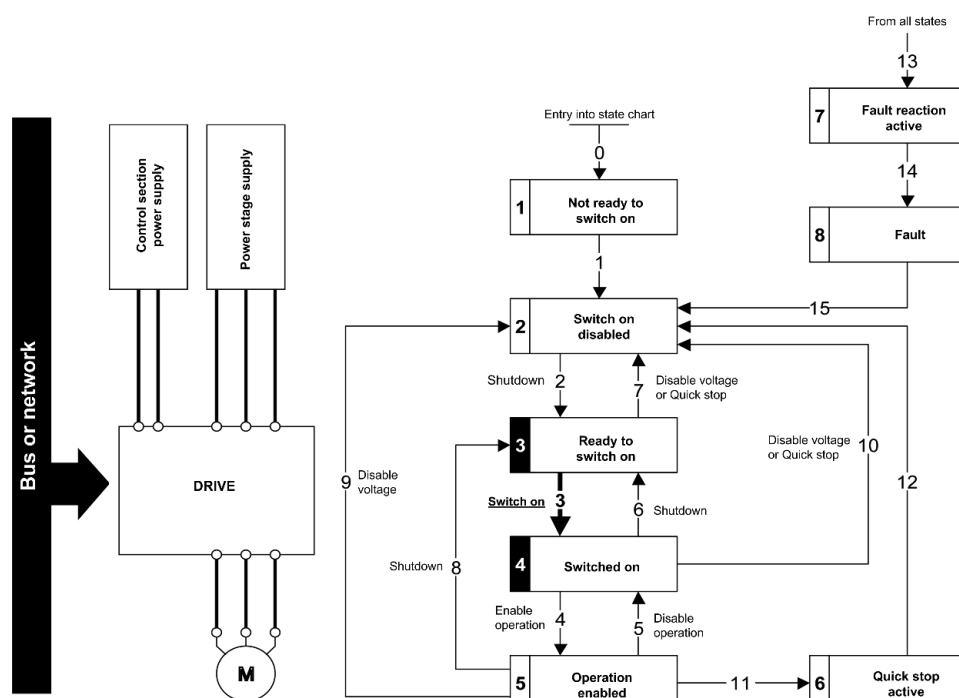 Bus or network
Control section
power supply
Power stage supply
DRIVE
M
From all states
13
7
Fault reaction
active
14
8
Fault
15
Entry into state chart
0
1
Not ready to
switch on
1
2
Switch on
disabled
Shutdown
2
7
Disable voltage
or Quick stop
3
Ready to
switch on
Switch on
3
6
Shutdown
4
Switched on
Enable
operation
4
5
Disable
operation
5
Operation
enabled
9
Disable
voltage
Shutdown
8
Disable voltage
or Quick stop
10
12
11
6
Quick stop
active